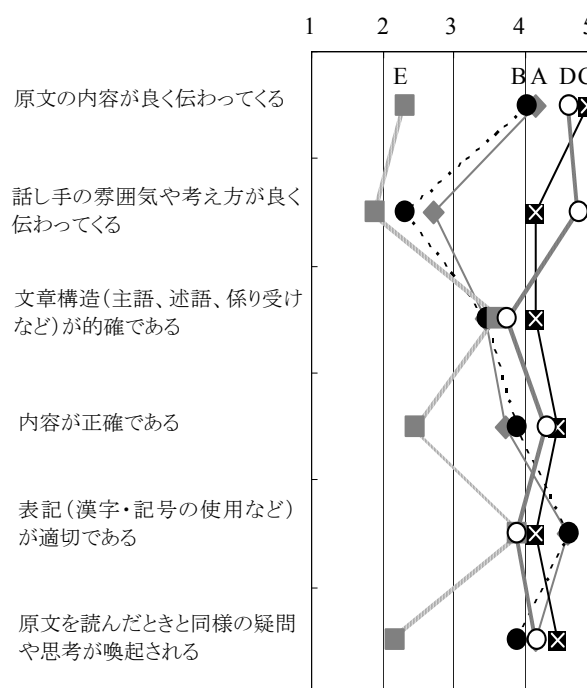 1 2 3 4 5
E B A D C
原文の内容が良く伝わってくる
話し手の雰囲気や考え方が良く
伝わってくる
文章構造(主語、述語、係り受け
など)が的確である
内容が正確である
表記(漢字・記号の使用など)
が適切である
原文を読んだときと同様の疑問
や思考が喚起される